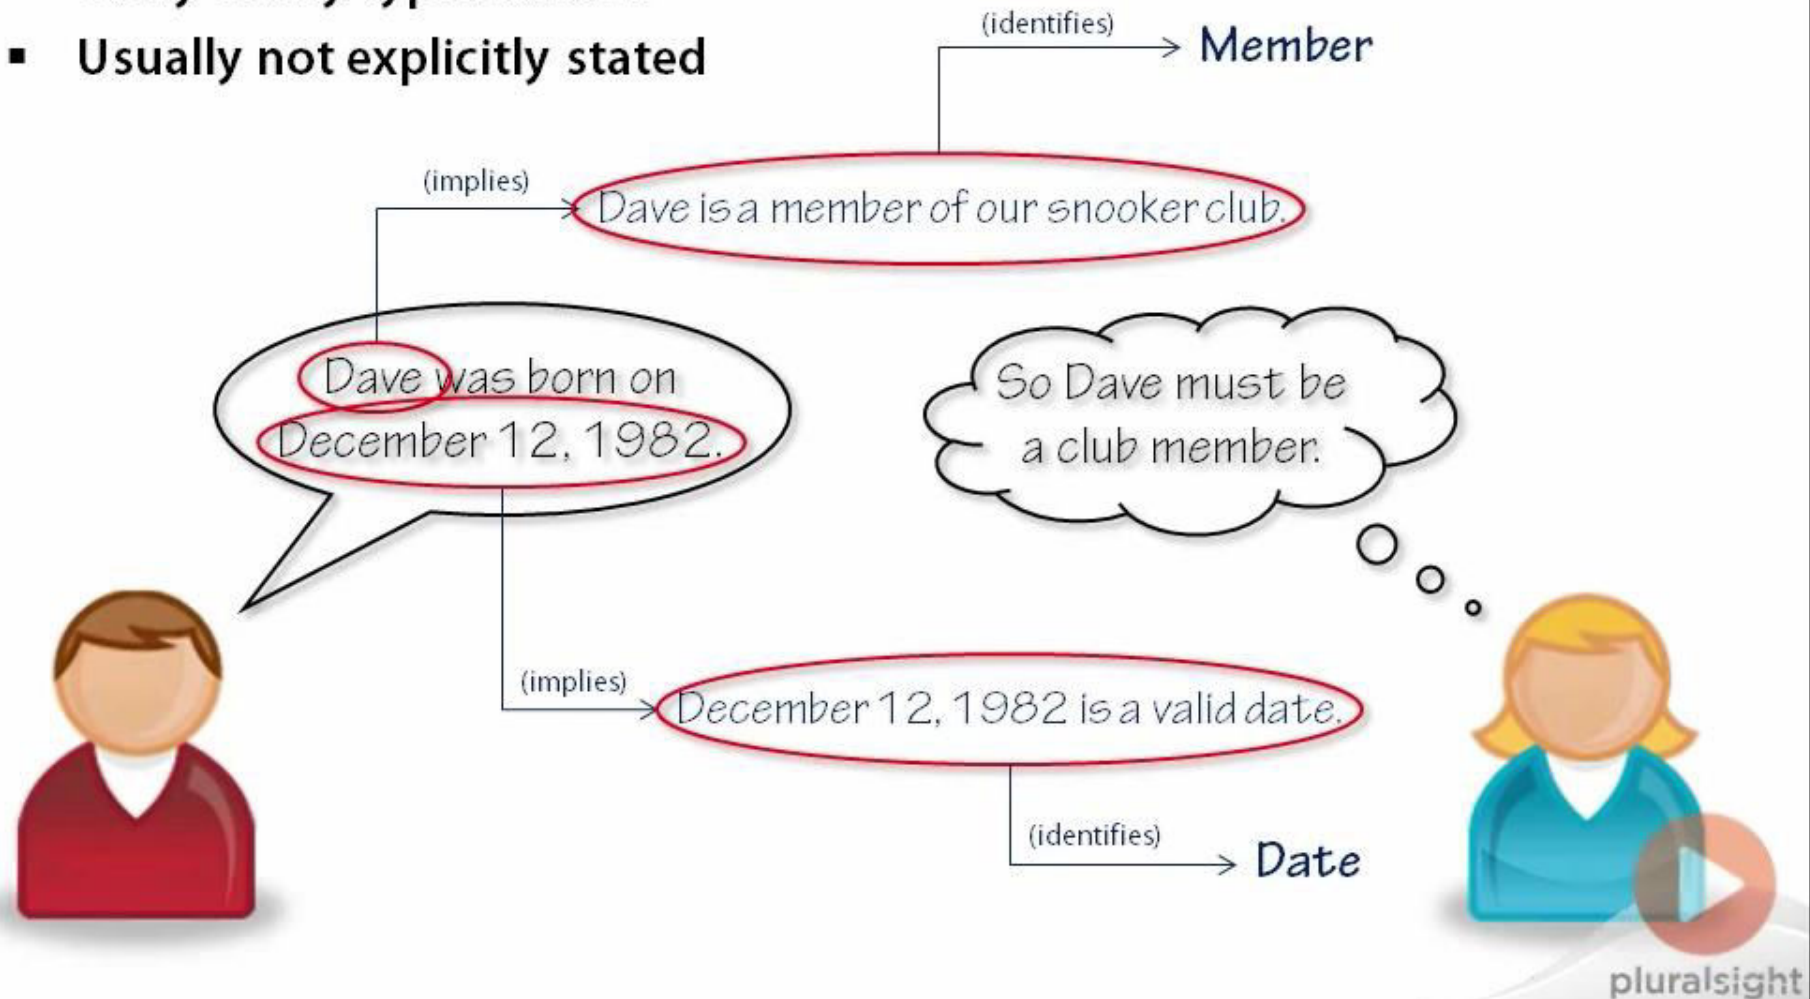 ▪ Usually not explicitly stated
(identifies)
Member
(implies)
Dave is a member of our snooker club.
Dave was born on
December 12, 1982.
So Dave must be
a club member.
(implies)
December 12, 1982 is a valid date.
(identifies)
Date
pluralsight